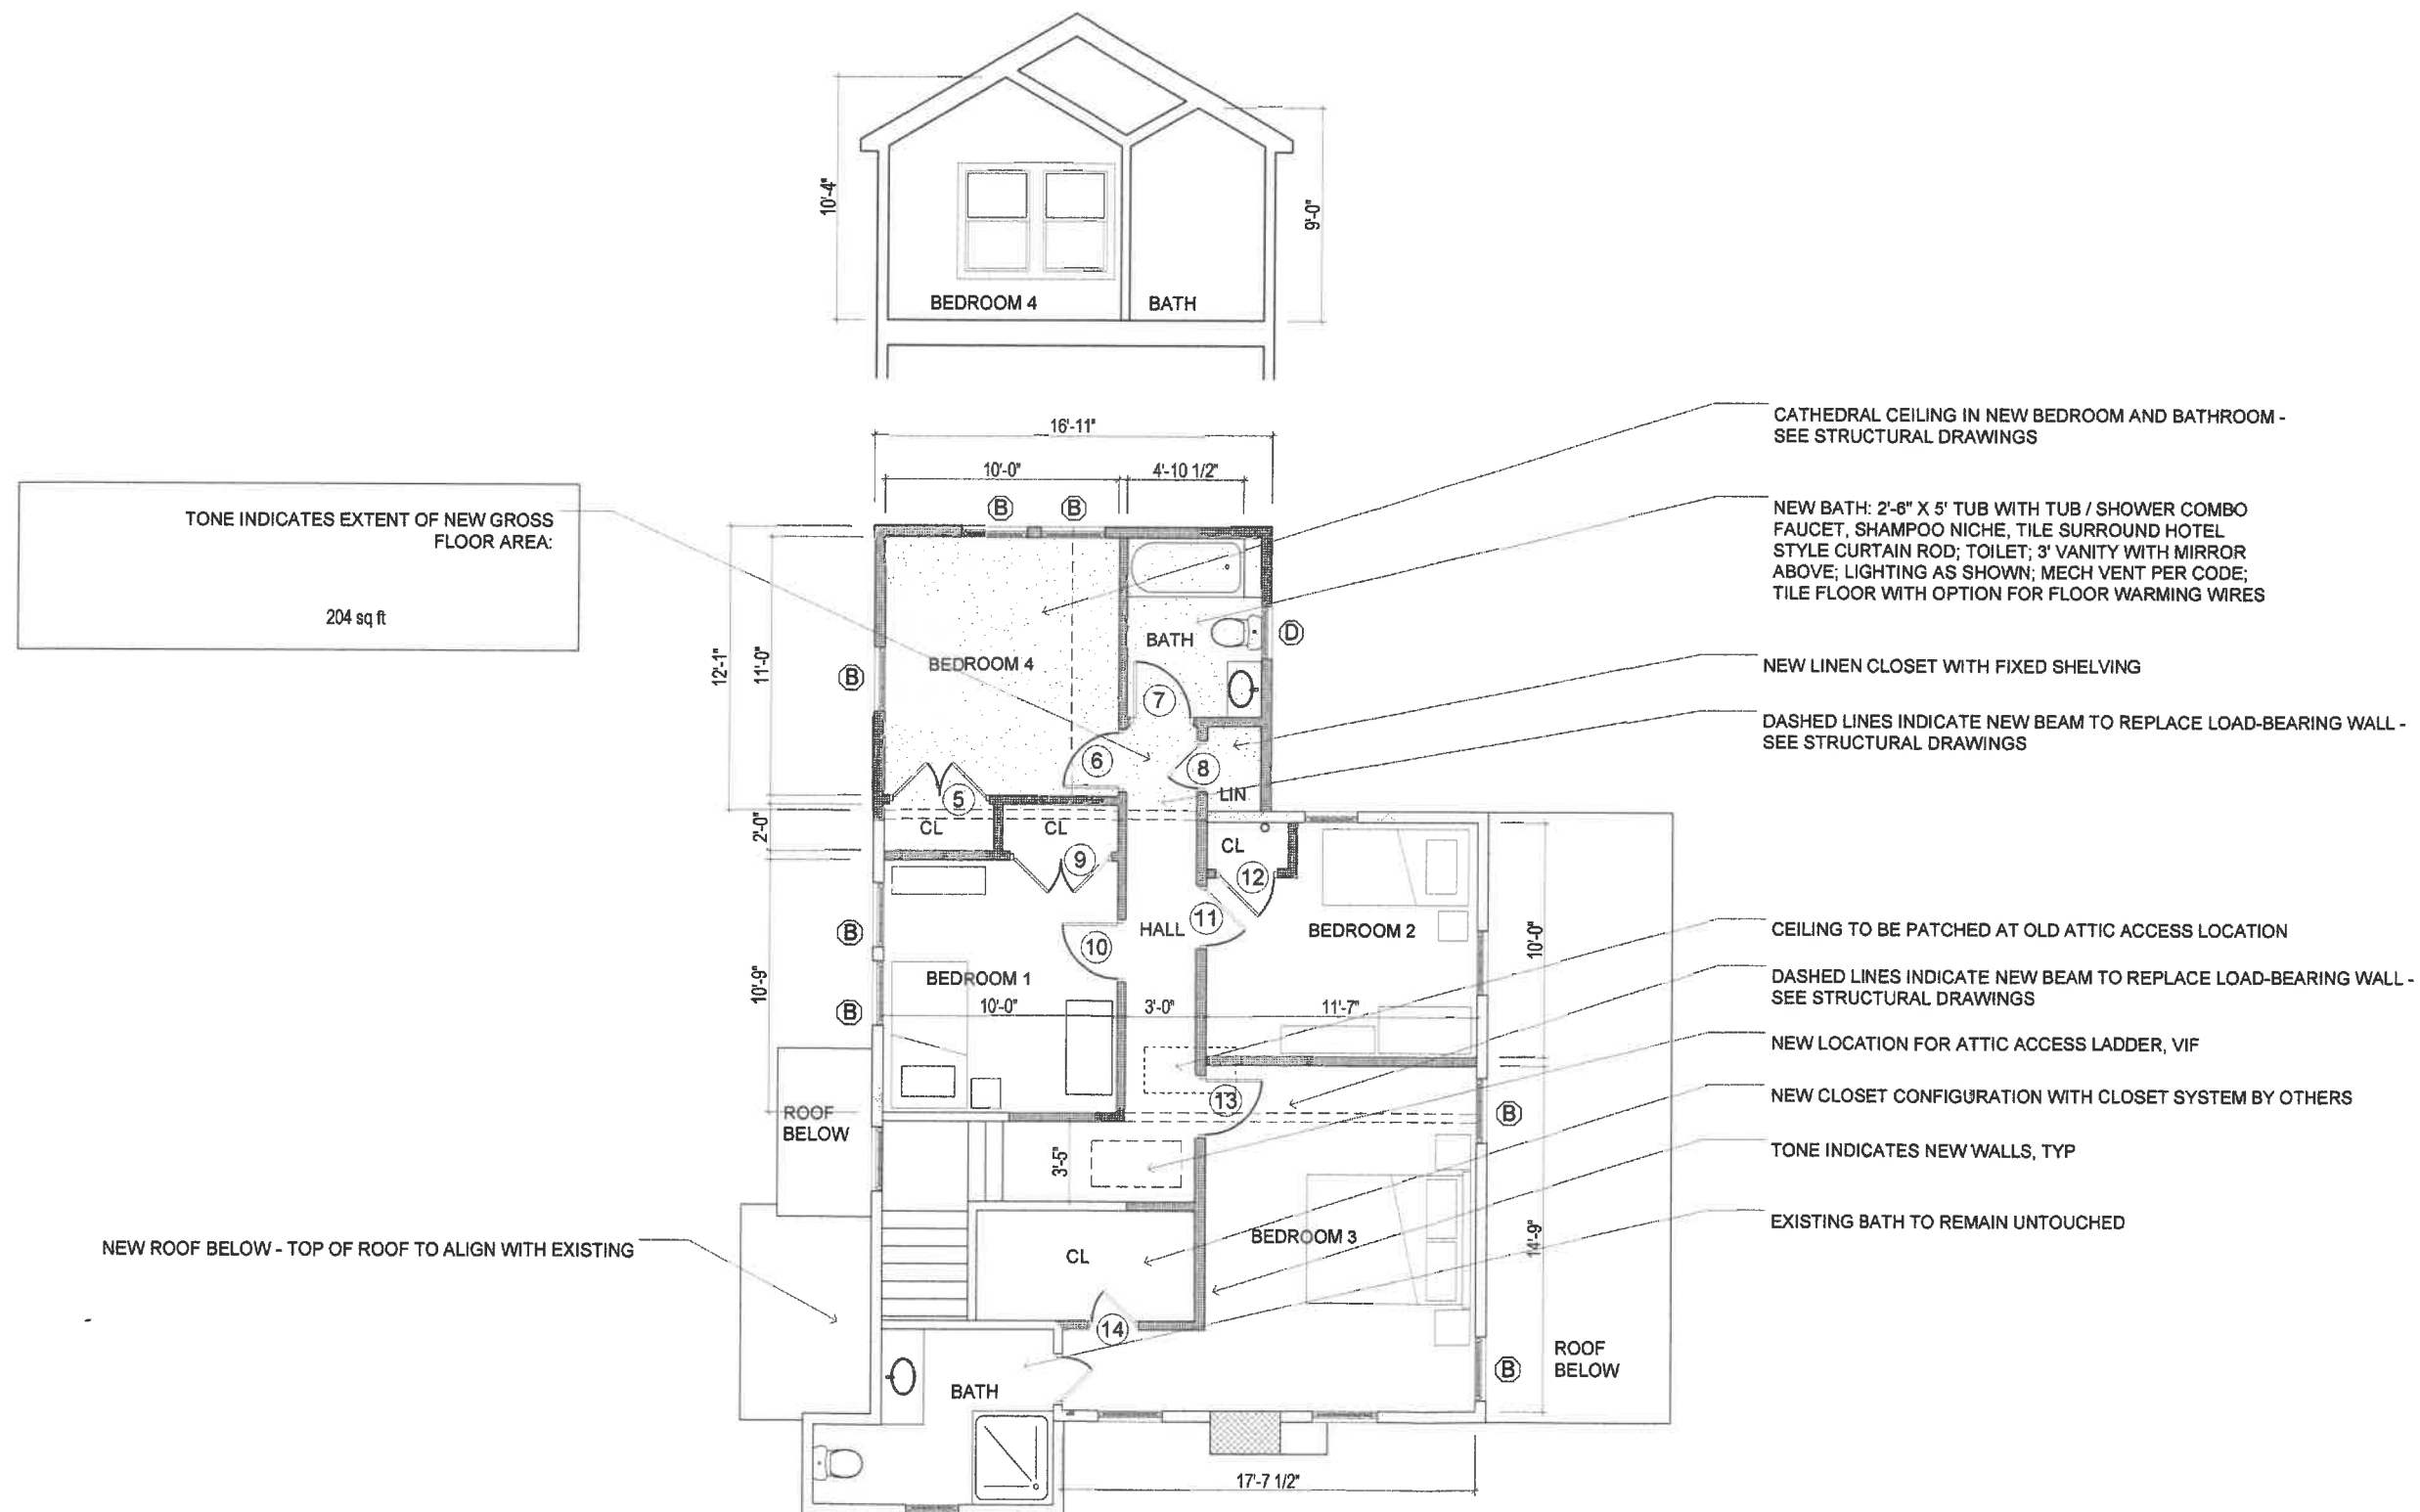 10'-4"
9'-0"
BEDROOM 4
BATH
16'-11"
10'-0"
4'-10 1/2"
B
B
TONE INDICATES EXTENT OF NEW GROSS
FLOOR AREA:
204 sq ft
CATHEDRAL CEILING IN NEW BEDROOM AND BATHROOM -
SEE STRUCTURAL DRAWINGS
NEW BATH: 2'-6" X 5' TUB WITH TUB / SHOWER COMBO
FAUCET, SHAMPOO NICHE, TILE SURROUND HOTEL
STYLE CURTAIN ROD; TOILET; 3' VANITY WITH MIRROR
ABOVE; LIGHTING AS SHOWN; MECH VENT PER CODE;
TILE FLOOR WITH OPTION FOR FLOOR WARMING WIRES
12'-1"
11'-0"
B
BEDROOM 4
BATH
D
7
6
8
LIN
5
CL
CL
NEW LINEN CLOSET WITH FIXED SHELVING
DASHED LINES INDICATE NEW BEAM TO REPLACE LOAD-BEARING WALL -
SEE STRUCTURAL DRAWINGS
2'-0"
9
CL
12
11
HALL
10
BEDROOM 2
10'-0"
B
BEDROOM 1
10'-9"
B
10'-0"
3'-0"
11'-7"
CEILING TO BE PATCHED AT OLD ATTIC ACCESS LOCATION
DASHED LINES INDICATE NEW BEAM TO REPLACE LOAD-BEARING WALL -
SEE STRUCTURAL DRAWINGS
NEW LOCATION FOR ATTIC ACCESS LADDER, VIF
NEW CLOSET CONFIGURATION WITH CLOSET SYSTEM BY OTHERS
TONE INDICATES NEW WALLS, TYP
EXISTING BATH TO REMAIN UNTOUCHED
ROOF
BELOW
13
B
3'-5"
NEW ROOF BELOW - TOP OF ROOF TO ALIGN WITH EXISTING
CL
BEDROOM 3
14'-9"
14
B
ROOF
BELOW
BATH
17'-7 1/2"